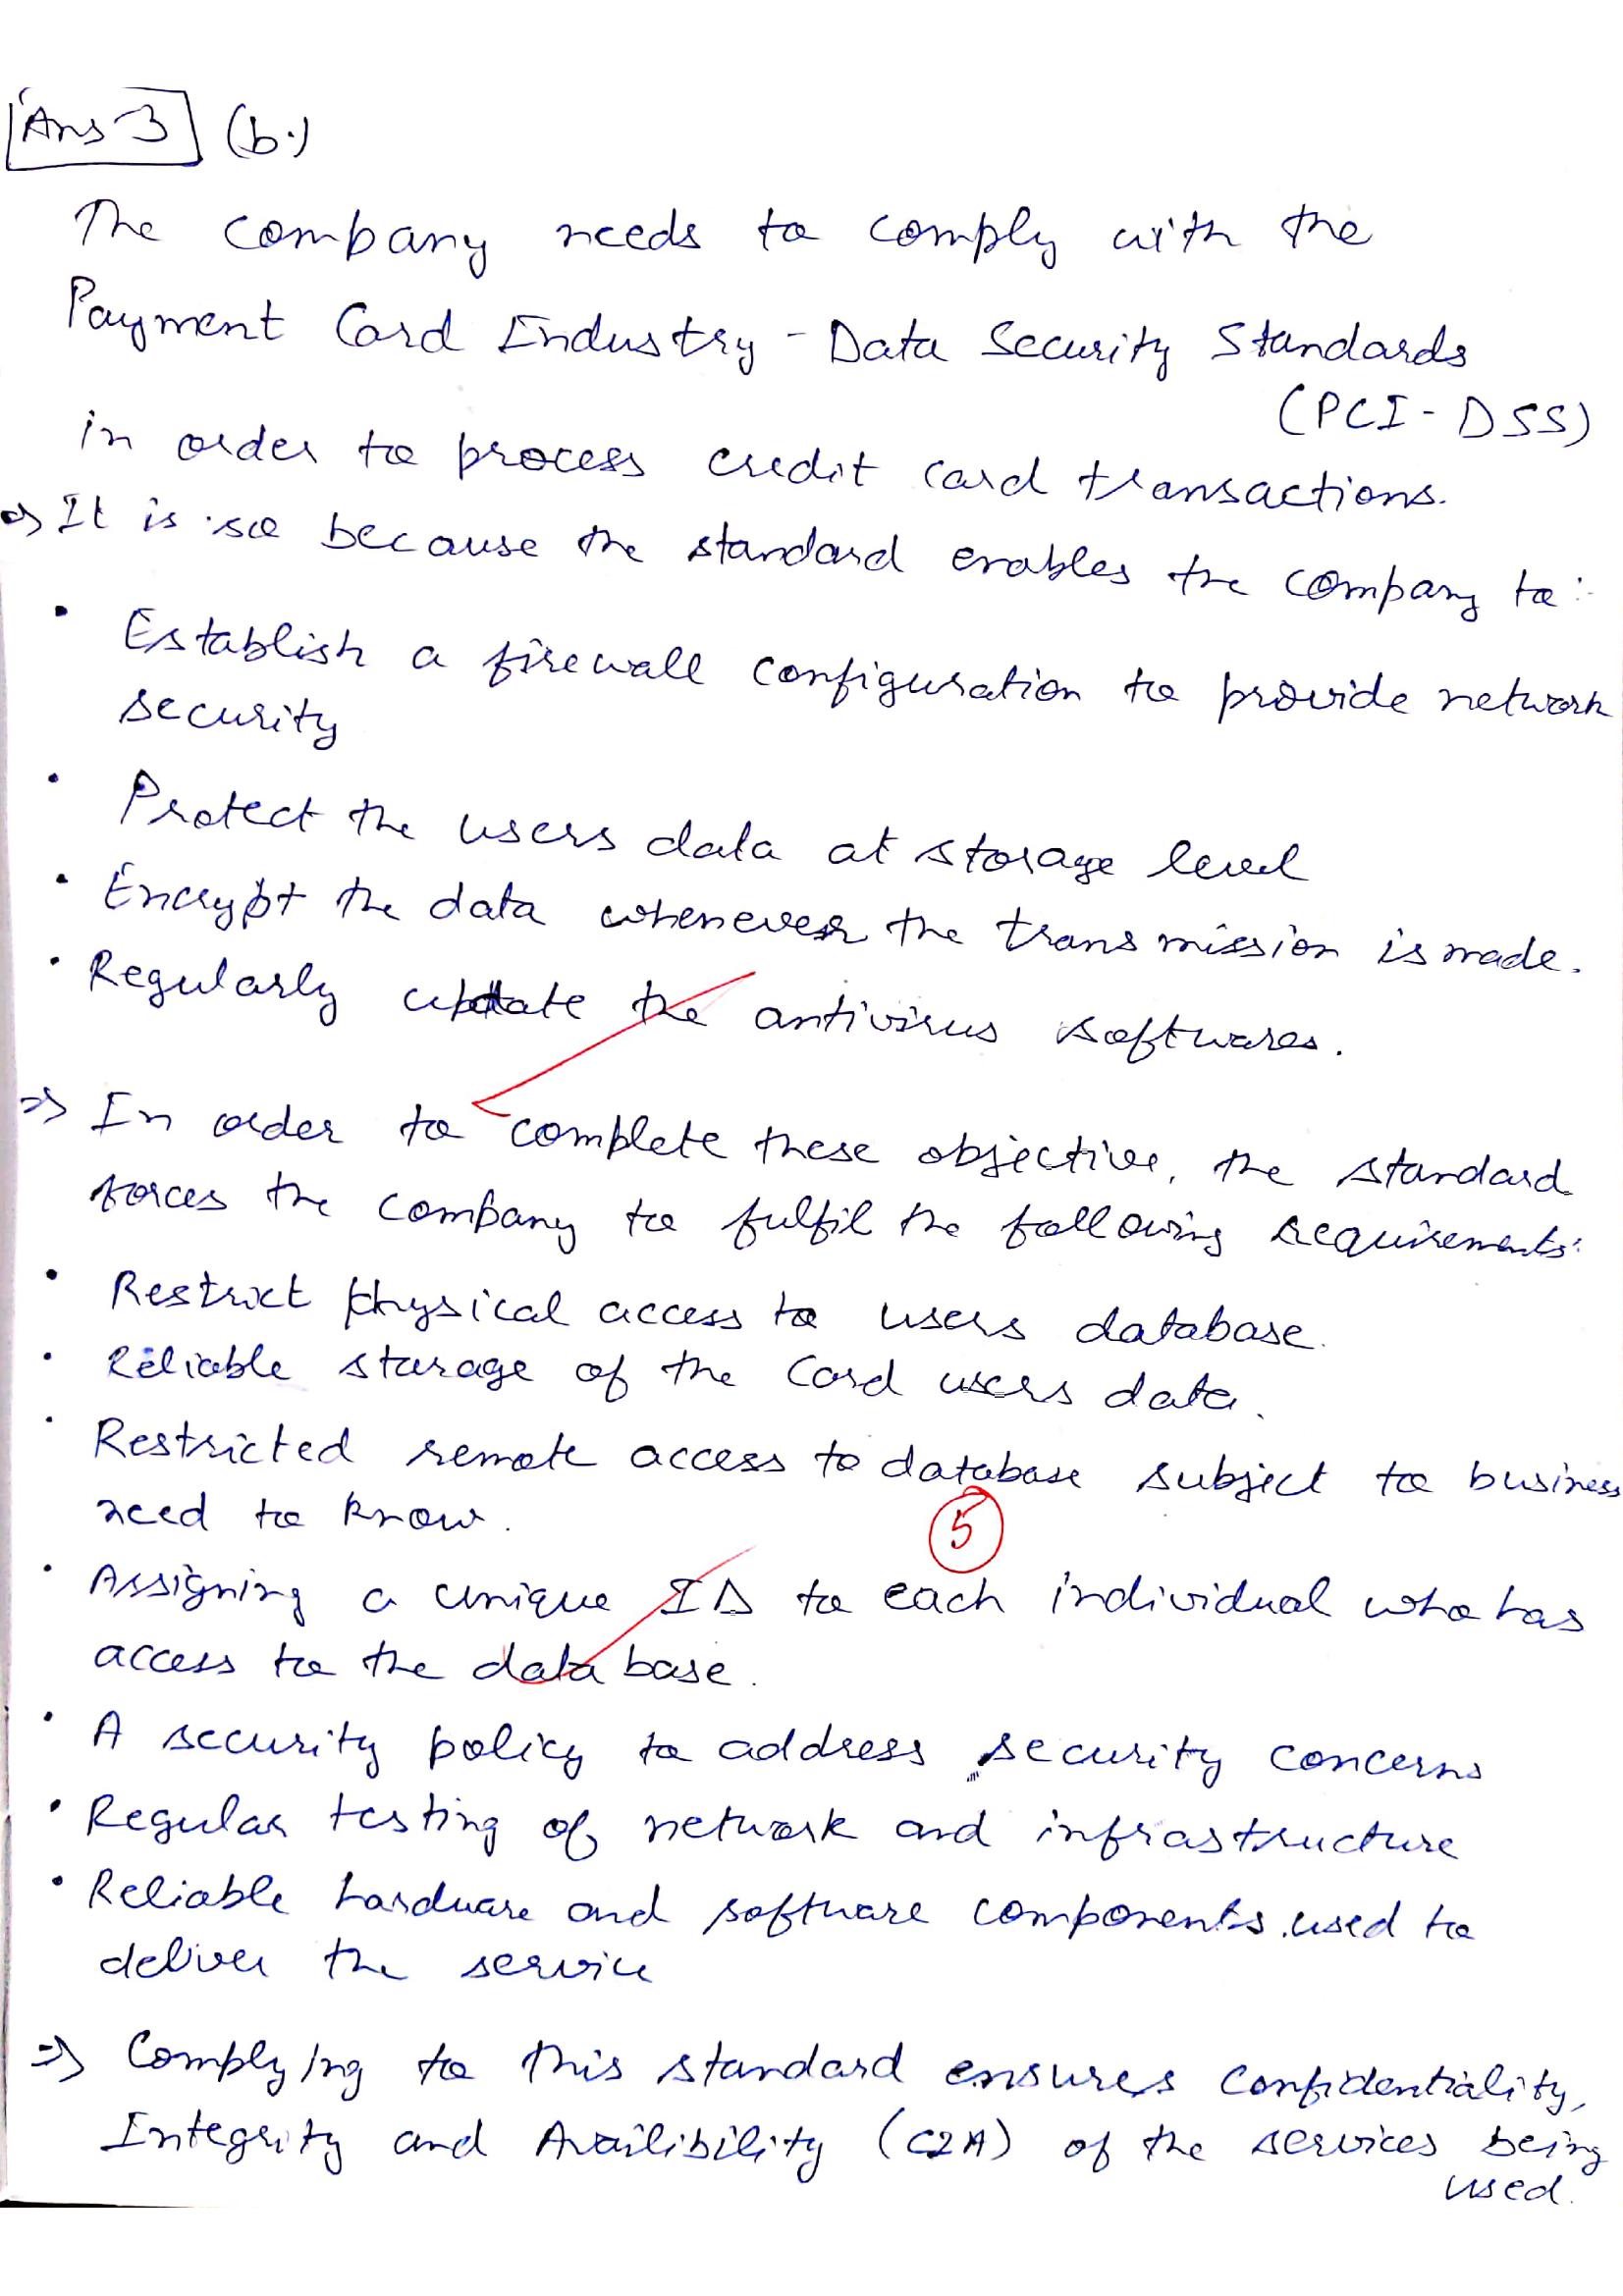 Ans 3 (b.)
The company needs to comply with the
Payment Card Industry - Data Security Standards
(PCI-DSS)
in order to process credit card transactions.
⇒ It is so because the standard enables the company to:-
• Establish a firewall configuration to provide network
security
• Protect the users data at storage level
• Encrypt the data whenever the transmission is made.
• Regularly update the antivirus softwares.
⇒ In order to complete these objective, the standard
forces the company to fulfil the following requirements:
• Restrict physical access to users database.
• Reliable storage of the Card users data.
• Restricted remote access to database subject to business
need to know.
5
• Assigning a unique ID to each individual who has
access to the database.
• A security policy to address security concerns
• Regular testing of network and infrastructure
• Reliable hardware and software components used to
deliver the service
⇒ Complying to this standard ensures Confidentiality,
Integrity and Availibility (CIA) of the services being
used.